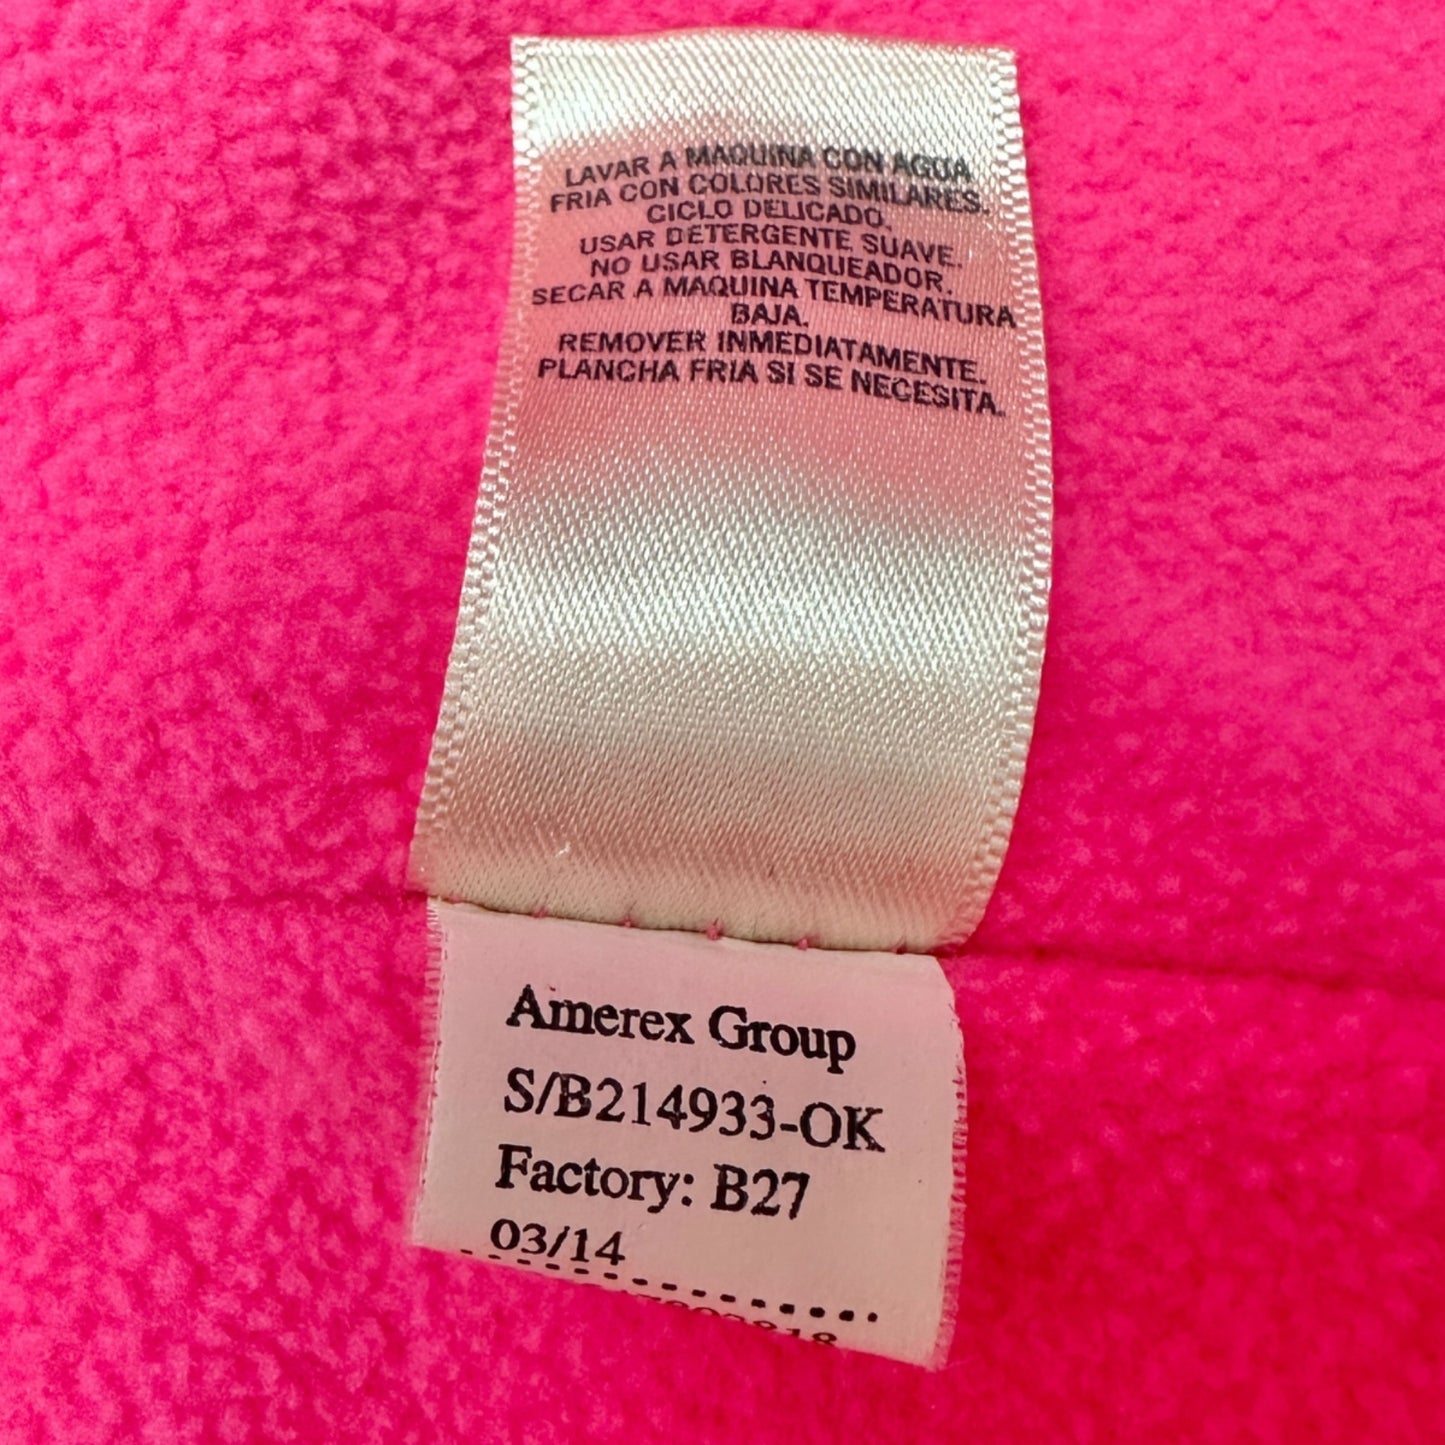 LAVAR A MAQUINA CON AGUA
FRIA CON COLORES SIMILARES.
CICLO DELICADO.
USAR DETERGENTE SUAVE.
NO USAR BLANQUEADOR.
SECAR A MAQUINA TEMPERATURA
BAJA.
REMOVER INMEDIATAMENTE.
PLANCHA FRIA SI SE NECESITA.
Amerex Group
S/B214933-OK
Factory: B27
03/14